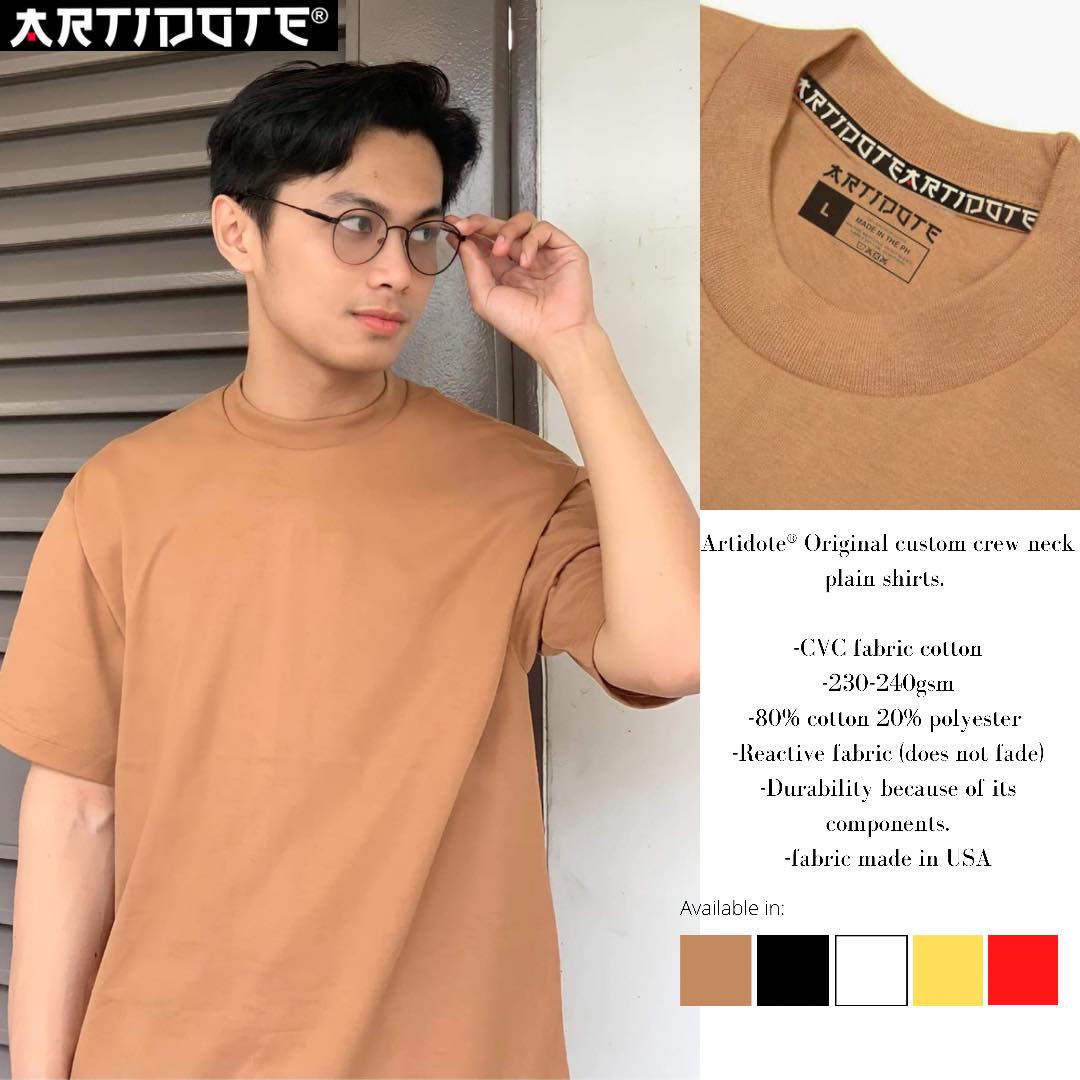 ARTIDOTE®
ARTIDOTEARTIDOTE
ARTIDOTE
L
MADE IN THE PH
Artidote® Original custom crew neck
plain shirts.
-CVC fabric cotton
-230-240gsm
-80% cotton 20% polyester
-Reactive fabric (does not fade)
-Durability because of its
components.
-fabric made in USA
Available in: